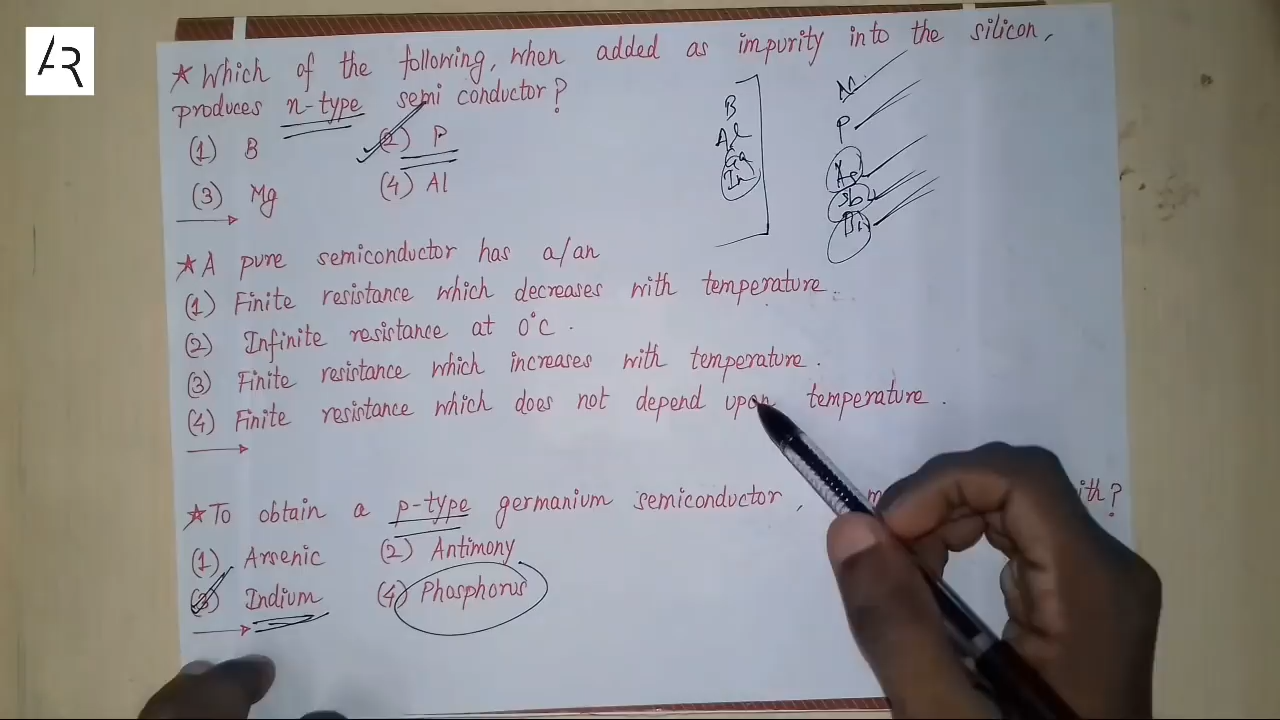 AR
★ Which of the following, when added as impurity into the silicon,
produces n-type semi conductor?
(1) B (2) P
(3) Mg (4) Al
B
Al
Ga
In
N
P
As
Sb
Bi
★ A pure semiconductor has a/an
(1) Finite resistance which decreases with temperature.
(2) Infinite resistance at 0°C.
(3) Finite resistance which increases with temperature.
(4) Finite resistance which does not depend upon temperature.
★ To obtain a p-type germanium semiconductor,
(1) Arsenic (2) Antimony
(3) Indium (4) Phosphorus